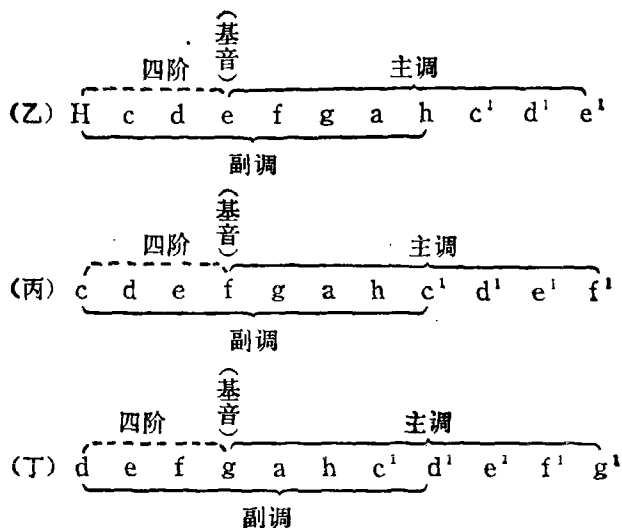 (基音)
四阶 主调
(乙) H c d e f g a h c¹ d¹ e¹
副调
(基音)
四阶 主调
(丙) c d e f g a h c¹ d¹ e¹ f¹
副调
(基音)
四阶 主调
(丁) d e f g a h c¹ d¹ e¹ f¹ g¹
副调